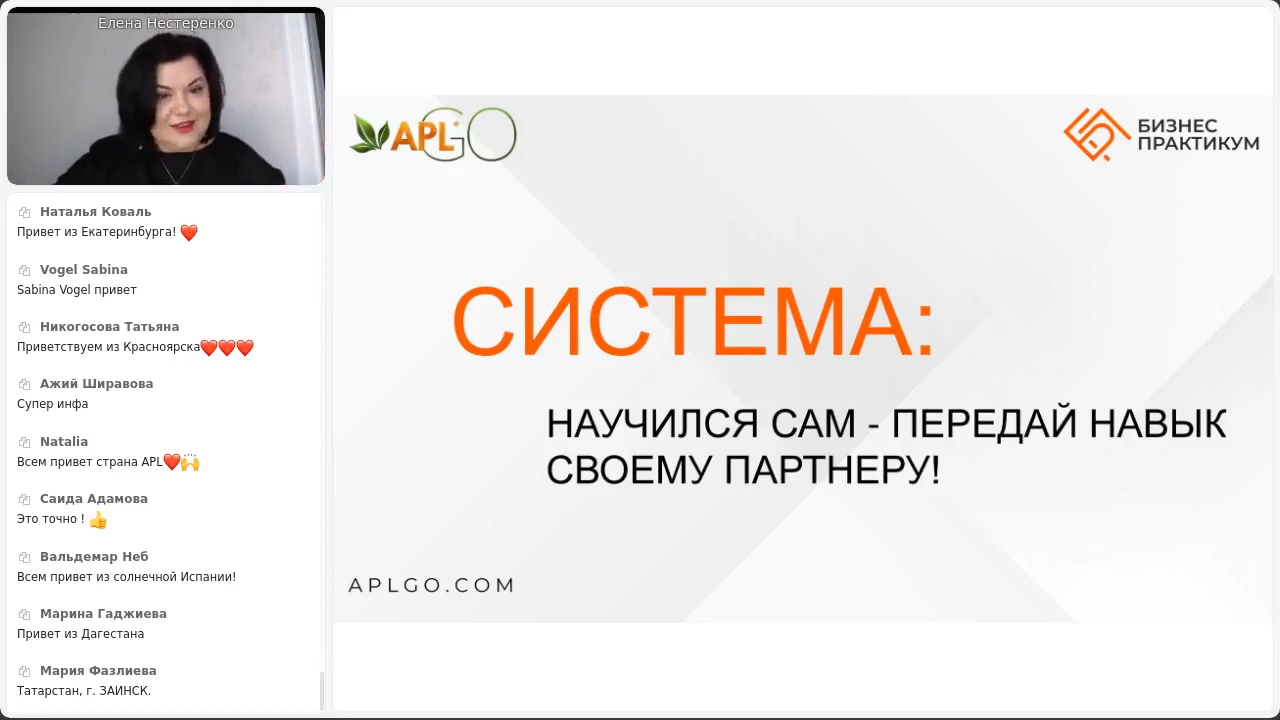 Елена Нестеренко
Наталья Коваль
Привет из Екатеринбурга! ❤️
Vogel Sabina
Sabina Vogel привет
Никогосова Татьяна
Приветствуем из Красноярска❤️❤️❤️
Ажий Ширавова
Супер инфа
Natalia
Всем привет страна APL❤️🙌
Саида Адамова
Это точно ! 👍
Вальдемар Неб
Всем привет из солнечной Испании!
Марина Гаджиева
Привет из Дагестана
Мария Фазлиева
Татарстан, г. ЗАИНСК.
APLGO
БИЗНЕС
ПРАКТИКУМ
СИСТЕМА:
НАУЧИЛСЯ САМ - ПЕРЕДАЙ НАВЫК
СВОЕМУ ПАРТНЕРУ!
APLGO.COM